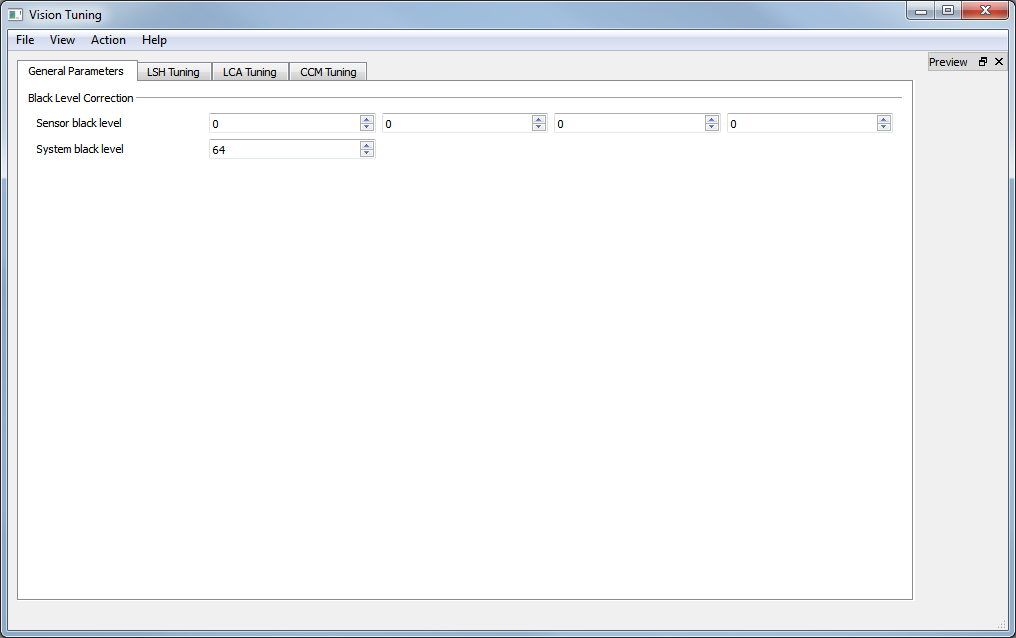 Vision Tuning
File View Action Help
Preview
General Parameters LSH Tuning LCA Tuning CCM Tuning
Black Level Correction
Sensor black level 0 0 0 0
System black level 64